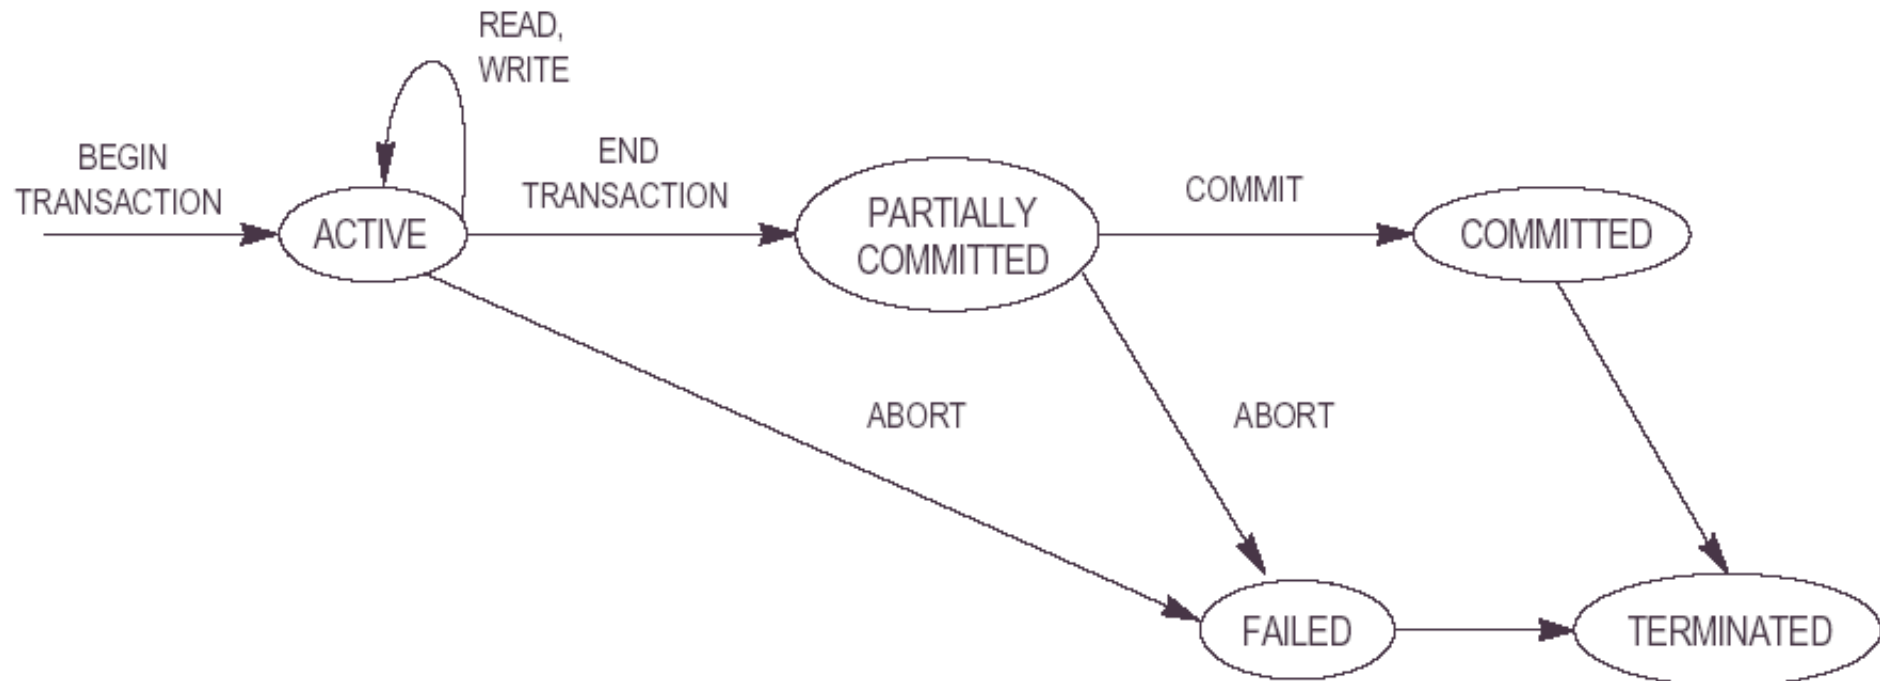 READ,
WRITE
BEGIN
TRANSACTION
END
TRANSACTION
ACTIVE
PARTIALLY
COMMITTED
COMMIT
COMMITTED
ABORT
ABORT
FAILED
TERMINATED